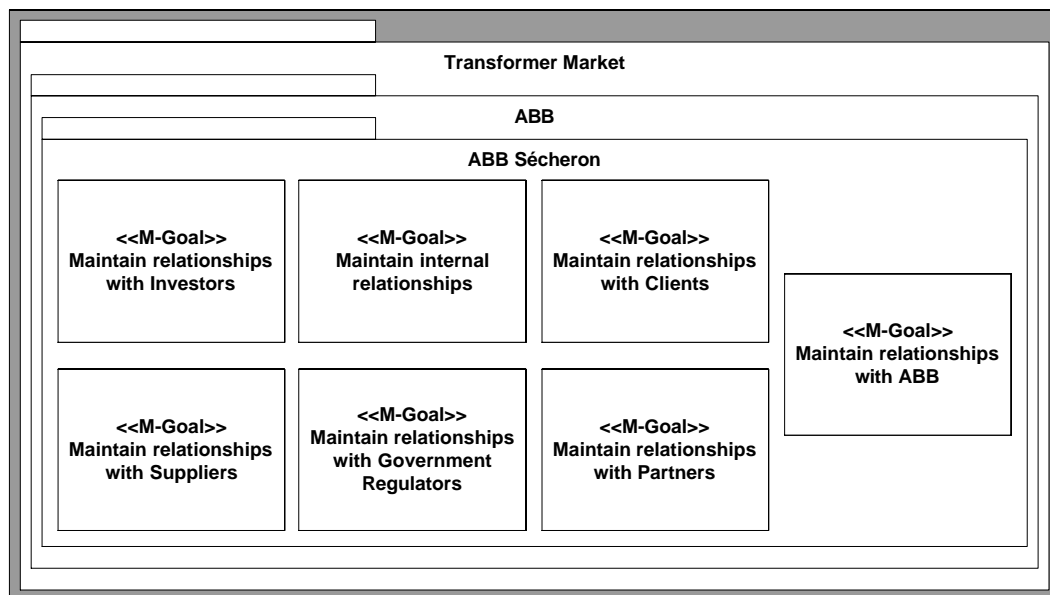 Transformer Market
ABB
ABB Sécheron
<<M-Goal>>
Maintain relationships
with Investors
<<M-Goal>>
Maintain internal
relationships
<<M-Goal>>
Maintain relationships
with Clients
<<M-Goal>>
Maintain relationships
with ABB
<<M-Goal>>
Maintain relationships
with Suppliers
<<M-Goal>>
Maintain relationships
with Government
Regulators
<<M-Goal>>
Maintain relationships
with Partners